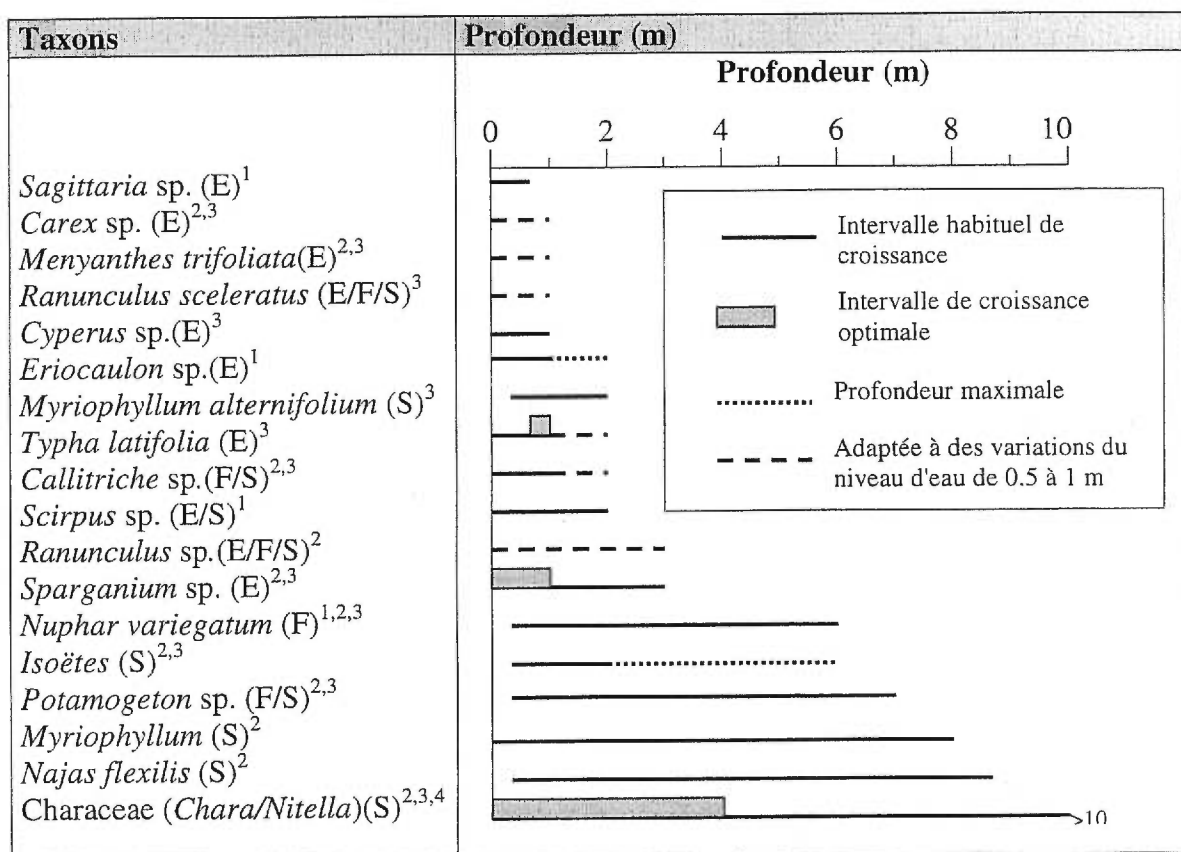 Taxons Profondeur (m)
Profondeur (m)
0 2 4 6 8 10
Sagittaria sp. (E)1
Carex sp. (E)2,3
Menyanthes trifoliata(E)2,3
Ranunculus sceleratus (E/F/S)3
Cyperus sp.(E)3
Eriocaulon sp.(E)1
Myriophyllum alternifolium (S)3
Typha latifolia (E)3
Callitriche sp.(F/S)2,3
Scirpus sp. (E/S)1
Ranunculus sp.(E/F/S)2
Sparganium sp. (E)2,3
Nuphar variegatum (F)1,2,3
Isoëtes (S)2,3
Potamogeton sp. (F/S)2,3
Myriophyllum (S)2
Najas flexilis (S)2
Characeae (Chara/Nitella)(S)2,3,4
>10
Intervalle habituel de
croissance
Intervalle de croissance
optimale
Profondeur maximale
Adaptée à des variations du
niveau d'eau de 0.5 à 1 m